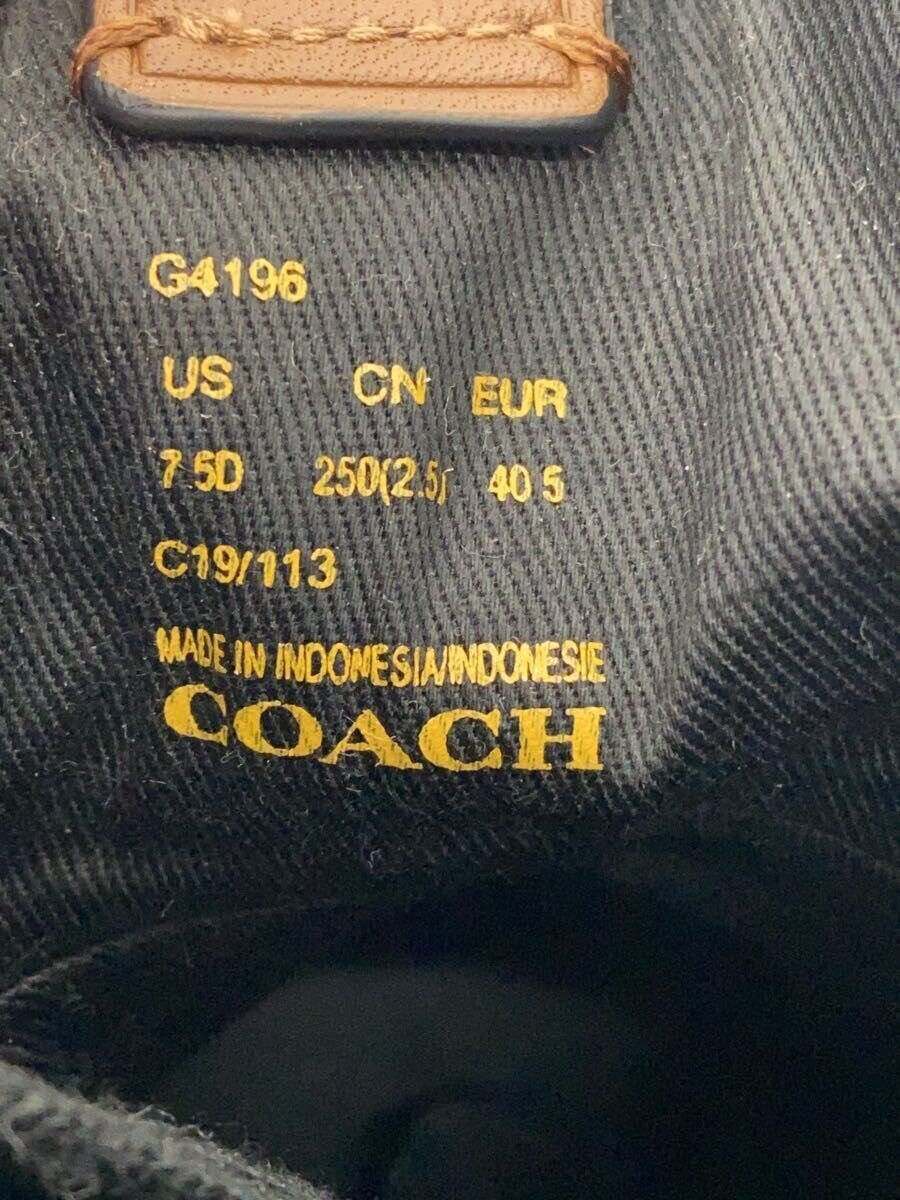 G4196
US CN EUR
7.5D 250(2.5) 40.5
C19/113
MADE IN INDONESIA/INDONESIE
COACH